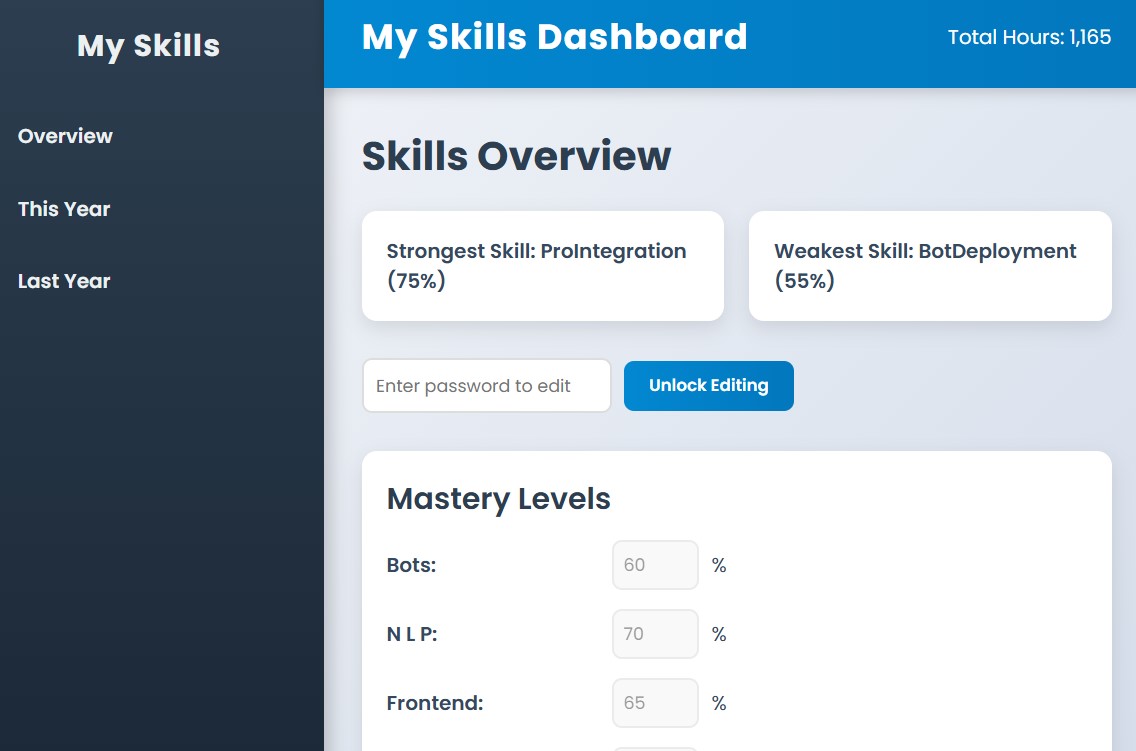 My Skills
Overview
This Year
Last Year
My Skills Dashboard
Total Hours: 1,165
Skills Overview
Strongest Skill: ProIntegration
(75%)
Weakest Skill: BotDeployment
(55%)
Enter password to edit
Unlock Editing
Mastery Levels
Bots: 60 %
N L P: 70 %
Frontend: 65 %